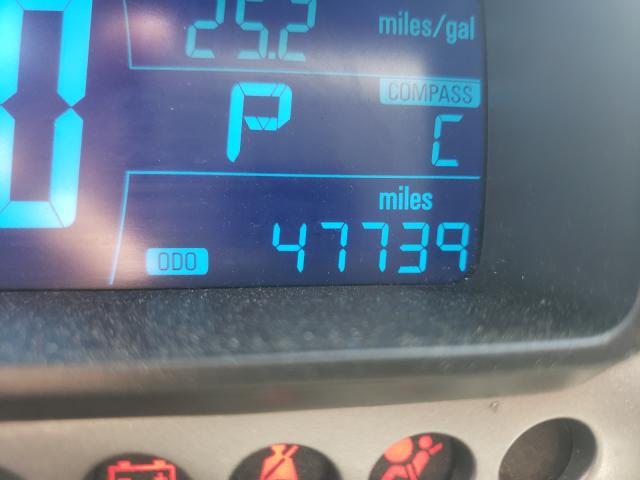 25.2 miles/gal
P COMPASS
C
miles
ODO 47739